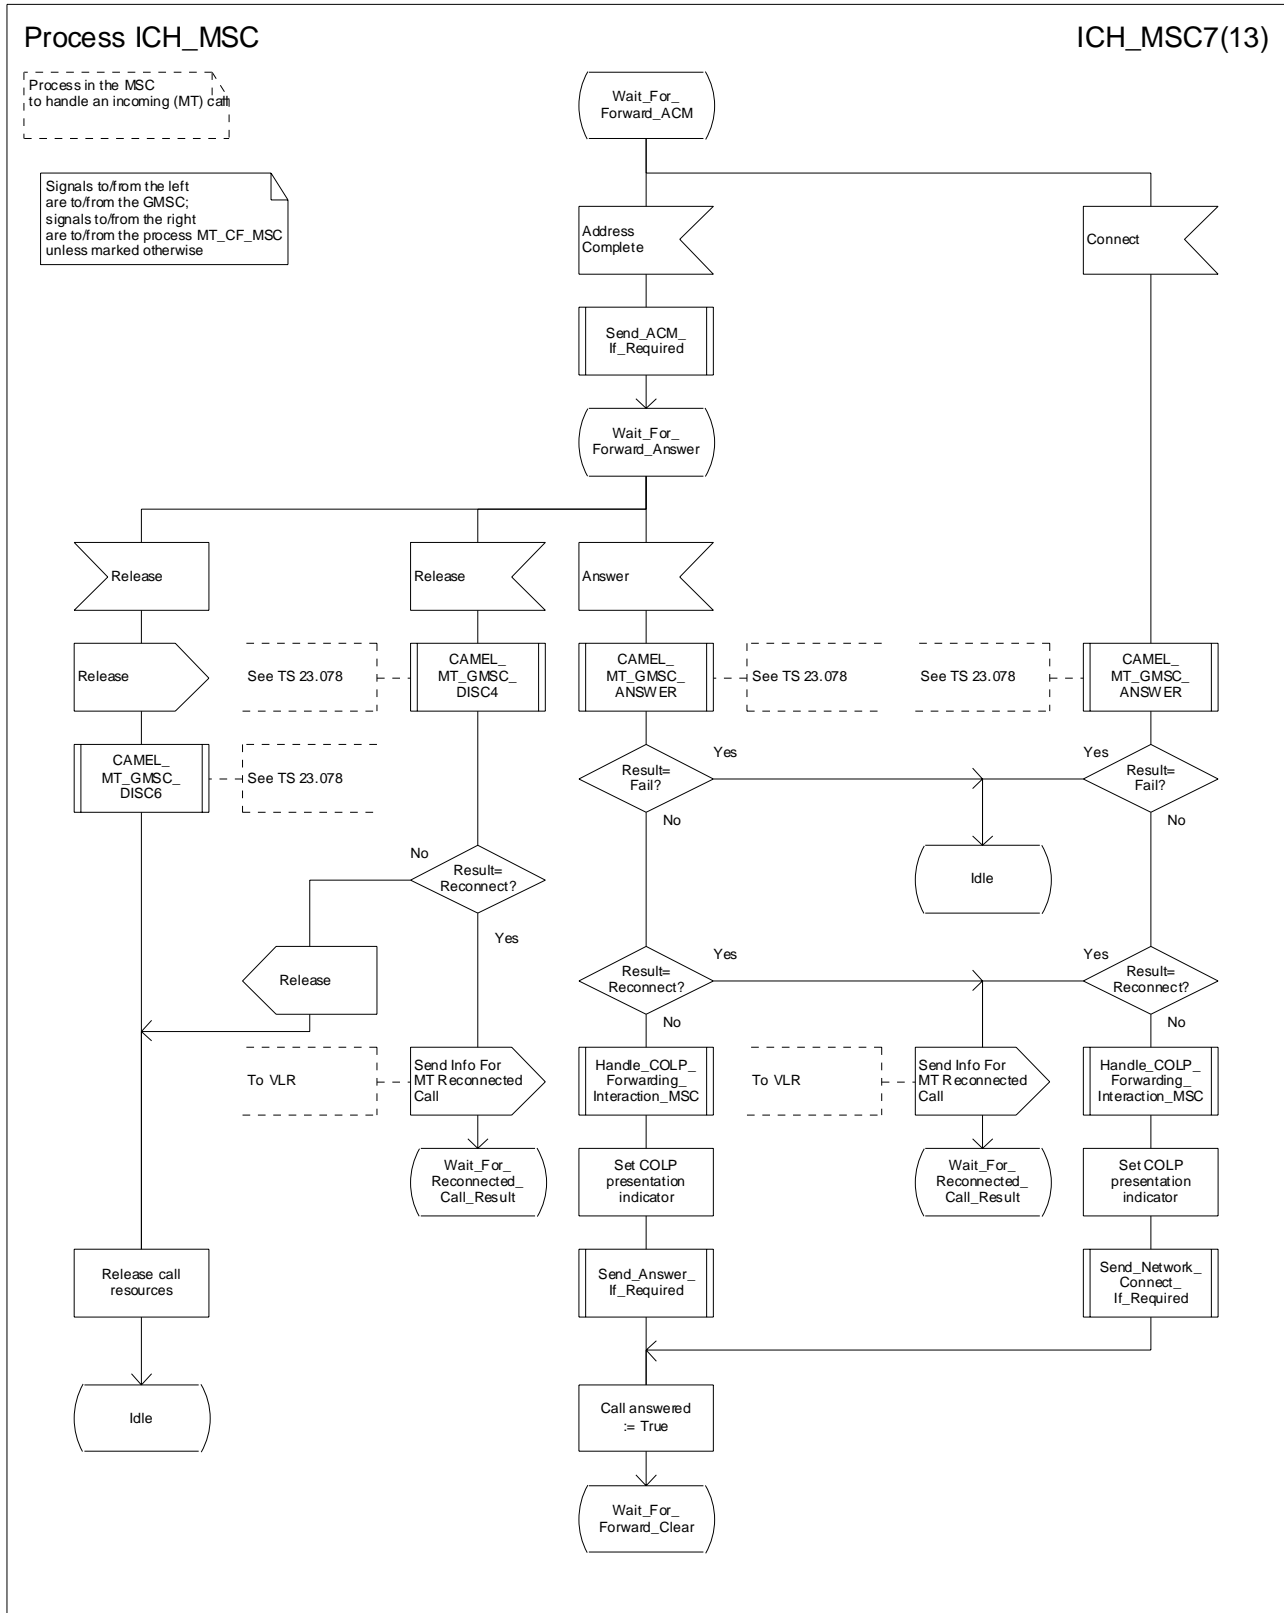 Process ICH_MSC
ICH_MSC7(13)
Process in the MSC
to handle an incoming (MT) call
Signals to/from the left
are to/from the GMSC;
signals to/from the right
are to/from the process MT_CF_MSC
unless marked otherwise
Wait_For_
Forward_ACM
Address
Complete
Connect
Send_ACM_
If_Required
Wait_For_
Forward_Answer
Release
Release
Answer
Release
See TS 23.078
CAMEL_
MT_GMSC_
DISC4
CAMEL_
MT_GMSC_
ANSWER
See TS 23.078
See TS 23.078
CAMEL_
MT_GMSC_
ANSWER
CAMEL_
MT_GMSC_
DISC6
See TS 23.078
Result=
Fail?
Yes
No
Yes
Result=
Fail?
No
Idle
No
Result=
Reconnect?
Yes
Release
Result=
Reconnect?
Yes
No
Yes
Result=
Reconnect?
No
To VLR
Send Info For
MT Reconnected
Call
Handle_COLP_
Forwarding_
Interaction_MSC
To VLR
Send Info For
MT Reconnected
Call
Handle_COLP_
Forwarding_
Interaction_MSC
Wait_For_
Reconnected_
Call_Result
Set COLP
presentation
indicator
Wait_For_
Reconnected_
Call_Result
Set COLP
presentation
indicator
Release call
resources
Send_Answer_
If_Required
Send_Network_
Connect_
If_Required
Idle
Call answered
:= True
Wait_For_
Forward_Clear